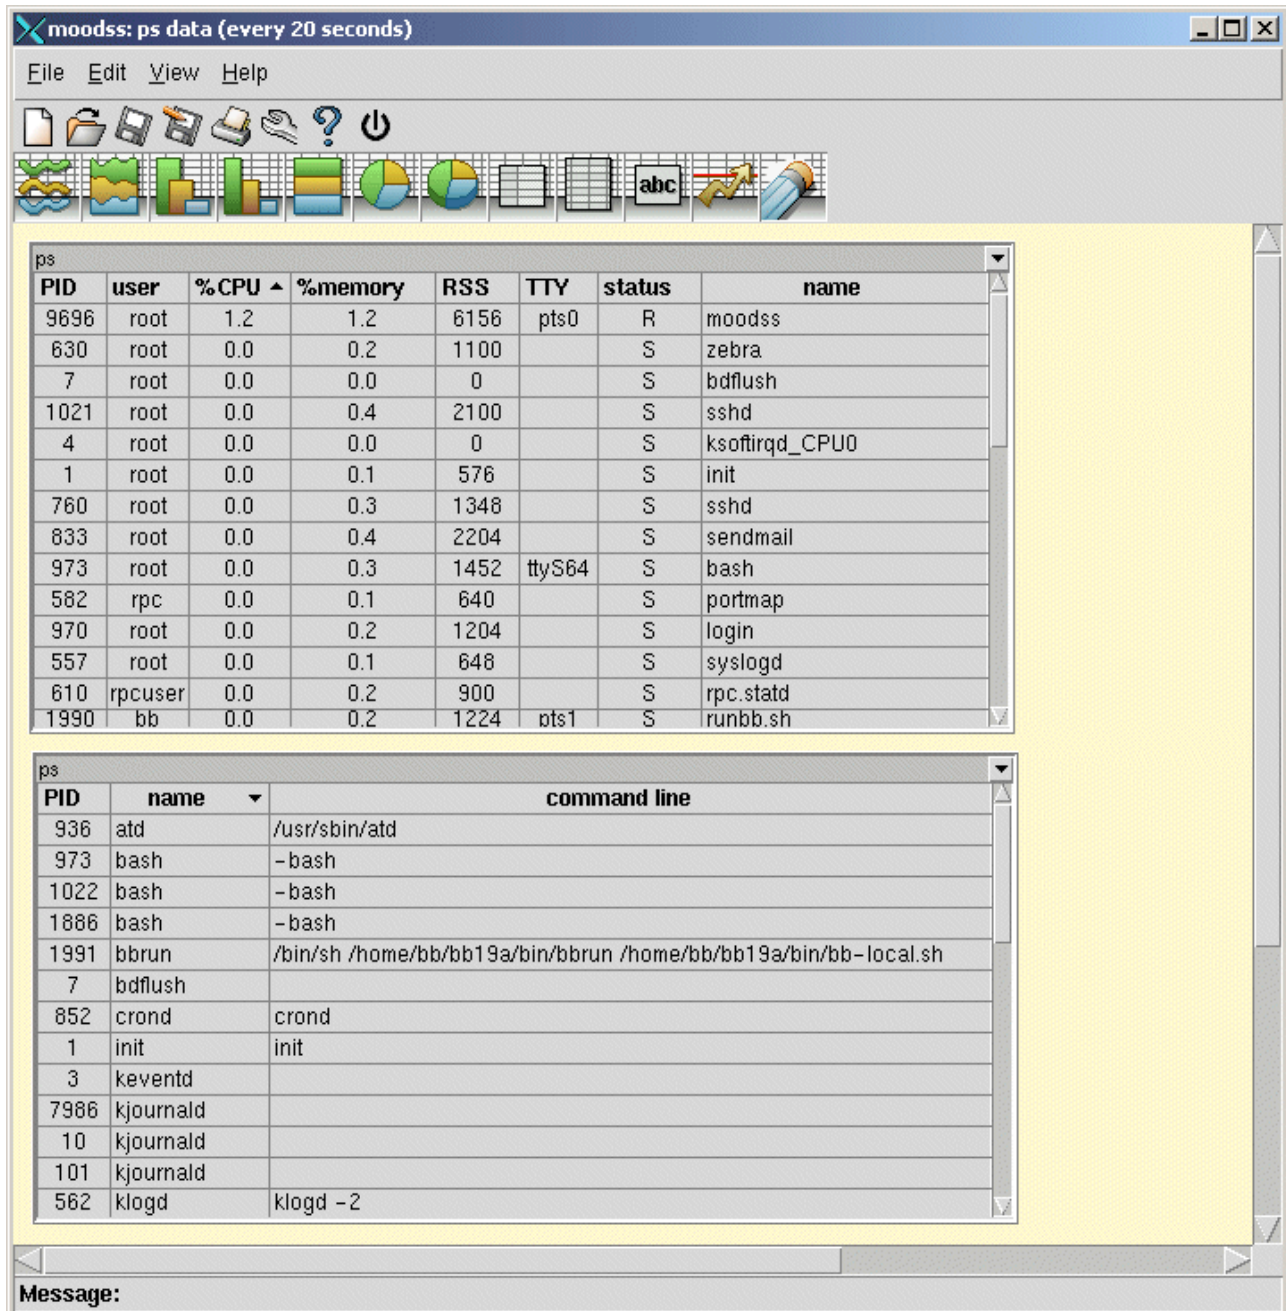 moodss: ps data (every 20 seconds)
File Edit View Help
abc
ps
PID user %CPU %memory RSS TTY status name
9696 root 1.2 1.2 6156 pts0 R moodss
630 root 0.0 0.2 1100 S zebra
7 root 0.0 0.0 0 S bdflush
1021 root 0.0 0.4 2100 S sshd
4 root 0.0 0.0 0 S ksoftirqd_CPU0
1 root 0.0 0.1 576 S init
760 root 0.0 0.3 1348 S sshd
833 root 0.0 0.4 2204 S sendmail
973 root 0.0 0.3 1452 ttyS64 S bash
582 rpc 0.0 0.1 640 S portmap
970 root 0.0 0.2 1204 S login
557 root 0.0 0.1 648 S syslogd
610 rpcuser 0.0 0.2 900 S rpc.statd
1990 bb 0.0 0.2 1224 pts1 S runbb.sh
ps
PID name command line
936 atd /usr/sbin/atd
973 bash -bash
1022 bash -bash
1886 bash -bash
1991 bbrun /bin/sh /home/bb/bb19a/bin/bbrun /home/bb/bb19a/bin/bb-local.sh
7 bdflush
852 crond crond
1 init init
3 keventd
7986 kjournald
10 kjournald
101 kjournald
562 klogd klogd -2
Message: